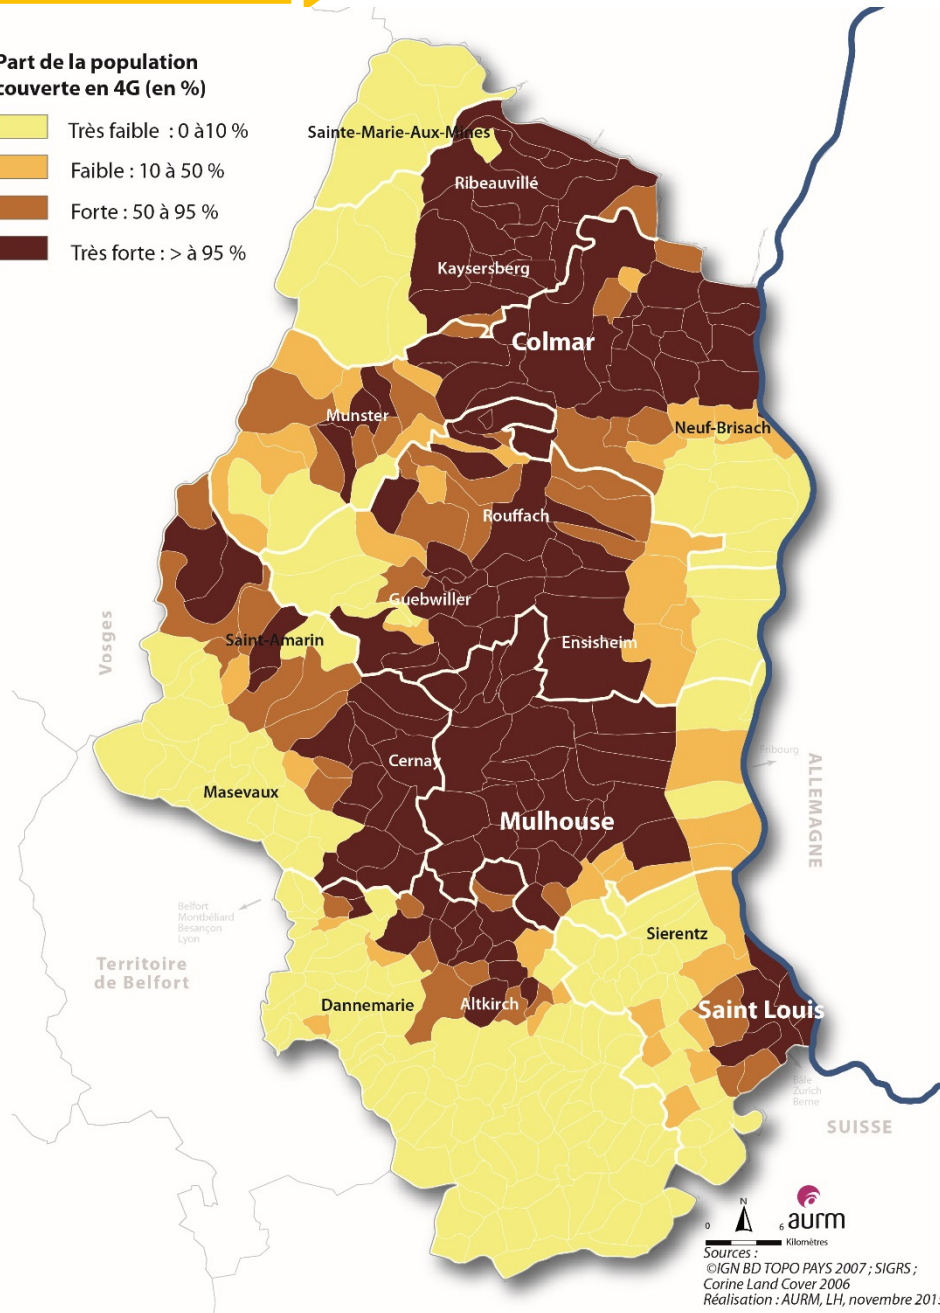 Part de la population
couverte en 4G (en %)
Très faible : 0 à10 %
Faible : 10 à 50 %
Forte : 50 à 95 %
Très forte : > à 95 %
Sainte-Marie-Aux-Mines
Ribeauvillé
Kaysersberg
Colmar
Munster
Neuf-Brisach
Rouffach
Guebwiller
Vosges
Saint-Amarin
Ensisheim
Fribourg
Cernay
ALLEMAGNE
Masevaux
Mulhouse
Belfort
Montbéliard
Besançon
Lyon
Sierentz
Territoire
de Belfort
Dannemarie
Altkirch
Saint Louis
Bâle
Zurich
Berne
SUISSE
N
aurm
0 6
Kilomètres
Sources :
©IGN BD TOPO PAYS 2007 ; SIGRS ;
Corine Land Cover 2006
Réalisation : AURM, LH, novembre 201